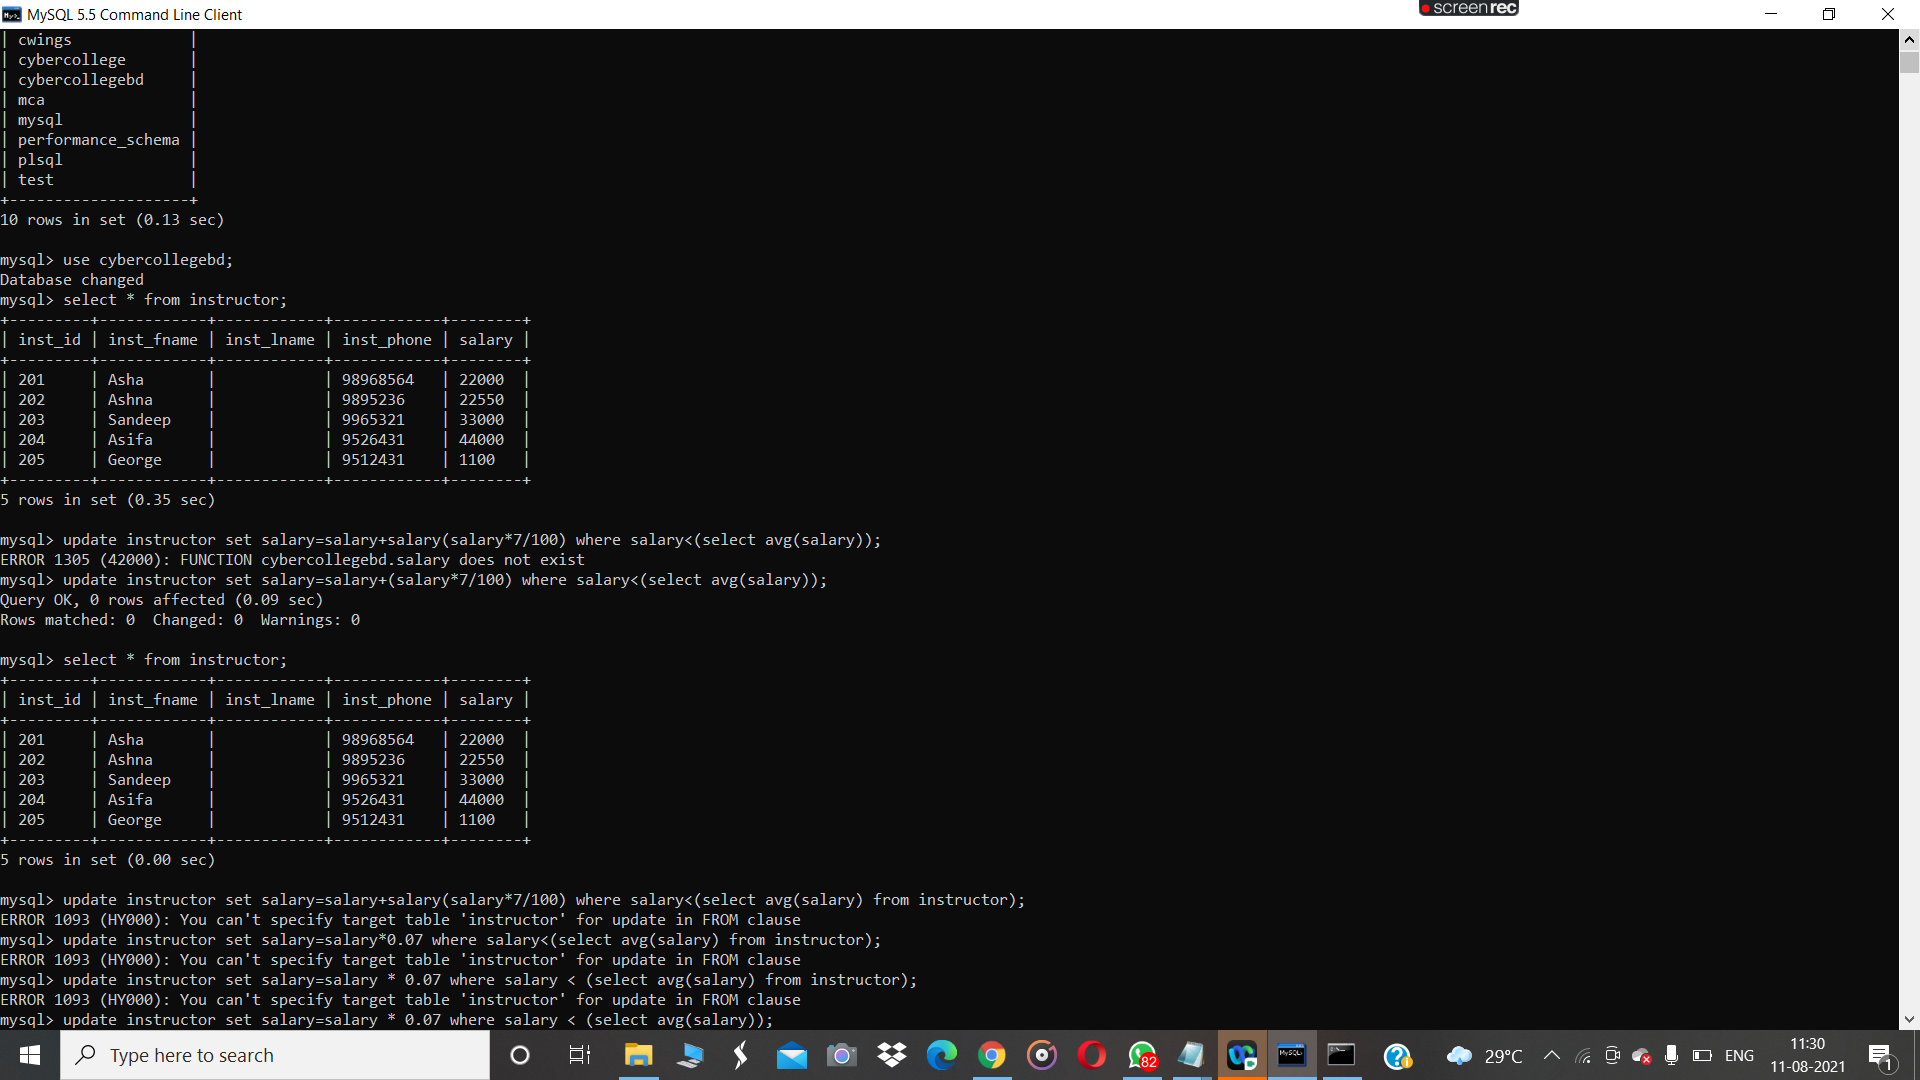 MySQL 5.5 Command Line Client
screenrec
| cwings             |
| cybercollege       |
| cybercollegebd     |
| mca                |
| mysql              |
| performance_schema |
| plsql              |
| test               |
+--------------------+
10 rows in set (0.13 sec)
mysql> use cybercollegebd;
Database changed
mysql> select * from instructor;
+---------+------------+------------+------------+--------+
| inst_id | inst_fname | inst_lname | inst_phone | salary |
+---------+------------+------------+------------+--------+
| 201     | Asha       |            | 98968564   | 22000  |
| 202     | Ashna      |            | 9895236    | 22550  |
| 203     | Sandeep    |            | 9965321    | 33000  |
| 204     | Asifa      |            | 9526431    | 44000  |
| 205     | George     |            | 9512431    | 1100   |
+---------+------------+------------+------------+--------+
5 rows in set (0.35 sec)
mysql> update instructor set salary=salary+salary(salary*7/100) where salary<(select avg(salary));
ERROR 1305 (42000): FUNCTION cybercollegebd.salary does not exist
mysql> update instructor set salary=salary+(salary*7/100) where salary<(select avg(salary));
Query OK, 0 rows affected (0.09 sec)
Rows matched: 0  Changed: 0  Warnings: 0
mysql> select * from instructor;
+---------+------------+------------+------------+--------+
| inst_id | inst_fname | inst_lname | inst_phone | salary |
+---------+------------+------------+------------+--------+
| 201     | Asha       |            | 98968564   | 22000  |
| 202     | Ashna      |            | 9895236    | 22550  |
| 203     | Sandeep    |            | 9965321    | 33000  |
| 204     | Asifa      |            | 9526431    | 44000  |
| 205     | George     |            | 9512431    | 1100   |
+---------+------------+------------+------------+--------+
5 rows in set (0.00 sec)
mysql> update instructor set salary=salary+salary(salary*7/100) where salary<(select avg(salary) from instructor);
ERROR 1093 (HY000): You can't specify target table 'instructor' for update in FROM clause
mysql> update instructor set salary=salary*0.07 where salary<(select avg(salary) from instructor);
ERROR 1093 (HY000): You can't specify target table 'instructor' for update in FROM clause
mysql> update instructor set salary=salary * 0.07 where salary < (select avg(salary) from instructor);
ERROR 1093 (HY000): You can't specify target table 'instructor' for update in FROM clause
mysql> update instructor set salary=salary * 0.07 where salary < (select avg(salary));
Type here to search
82
MySQL
29°C
ENG
11:30
11-08-2021
1